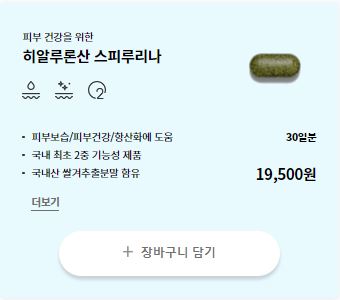 피부 건강을 위한
히알루론산 스피루리나
2
- 피부보습/피부건강/항산화에 도움
30일분
- 국내 최초 2중 기능성 제품
- 국내산 쌀겨추출분말 함유
19,500원
더보기
+ 장바구니 담기